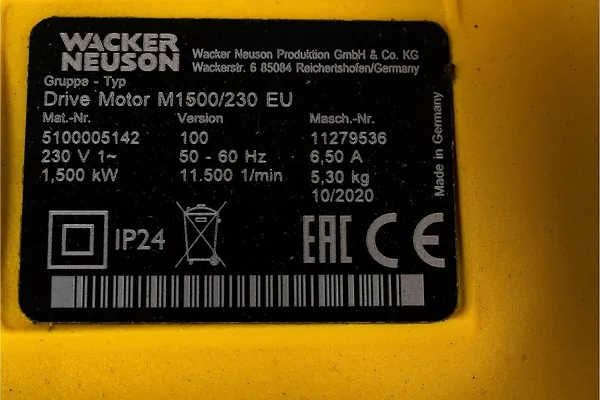 WACKER
NEUSON
Wacker Neuson Produktion GmbH & Co. KG
Wackerstr. 6 85084 Reichertshofen/Germany
Gruppe - Typ
Drive Motor M1500/230 EU
Mat.-Nr. Version Masch.-Nr.
5100005142 100 11279536
230 V 1~ 50 - 60 Hz 6,50 A
1,500 kW 11.500 1/min 5,30 kg
10/2020
Made in Germany
IP24
EAC CE